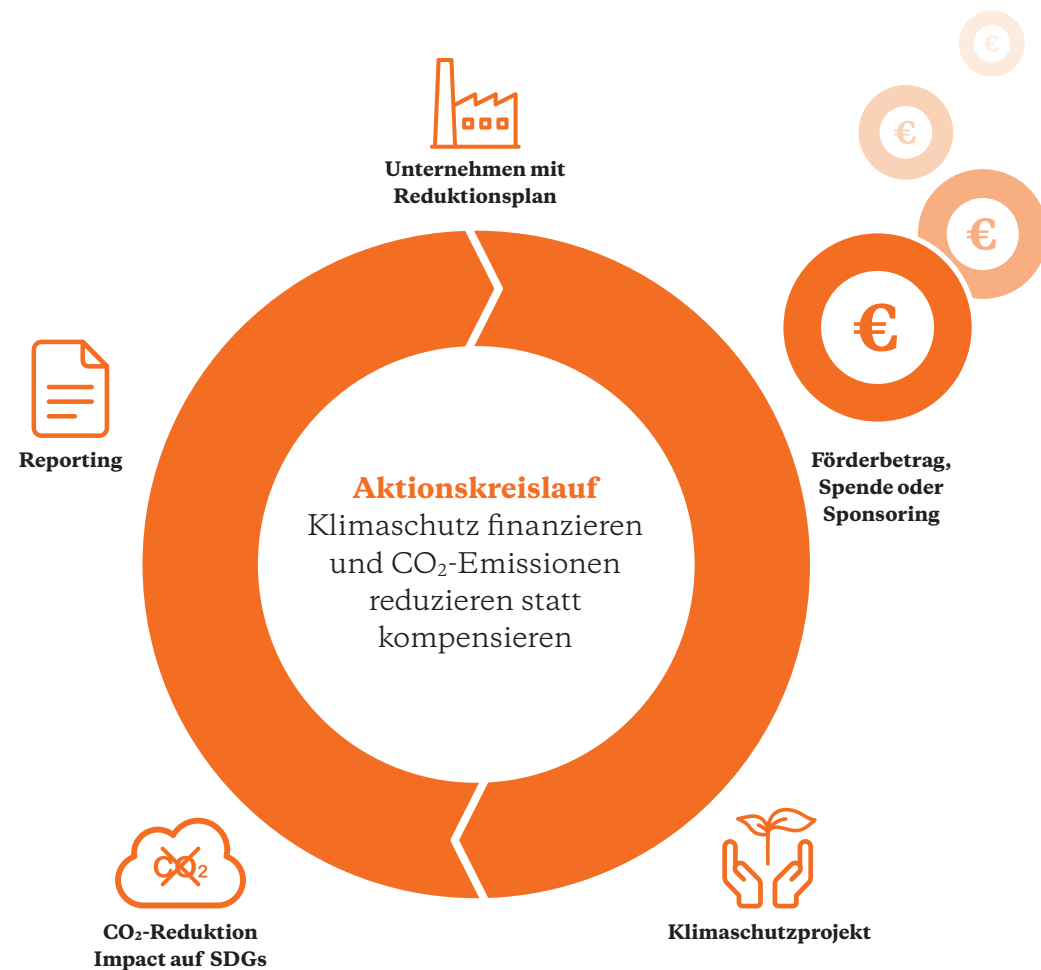 €
€
€
€
Unternehmen mit
Reduktionsplan
Förderbetrag,
Spende oder
Sponsoring
Klimaschutzprojekt
CO₂
CO₂-Reduktion
Impact auf SDGs
Reporting
Aktionskreislauf
Klimaschutz finanzieren
und CO₂-Emissionen
reduzieren statt
kompensieren